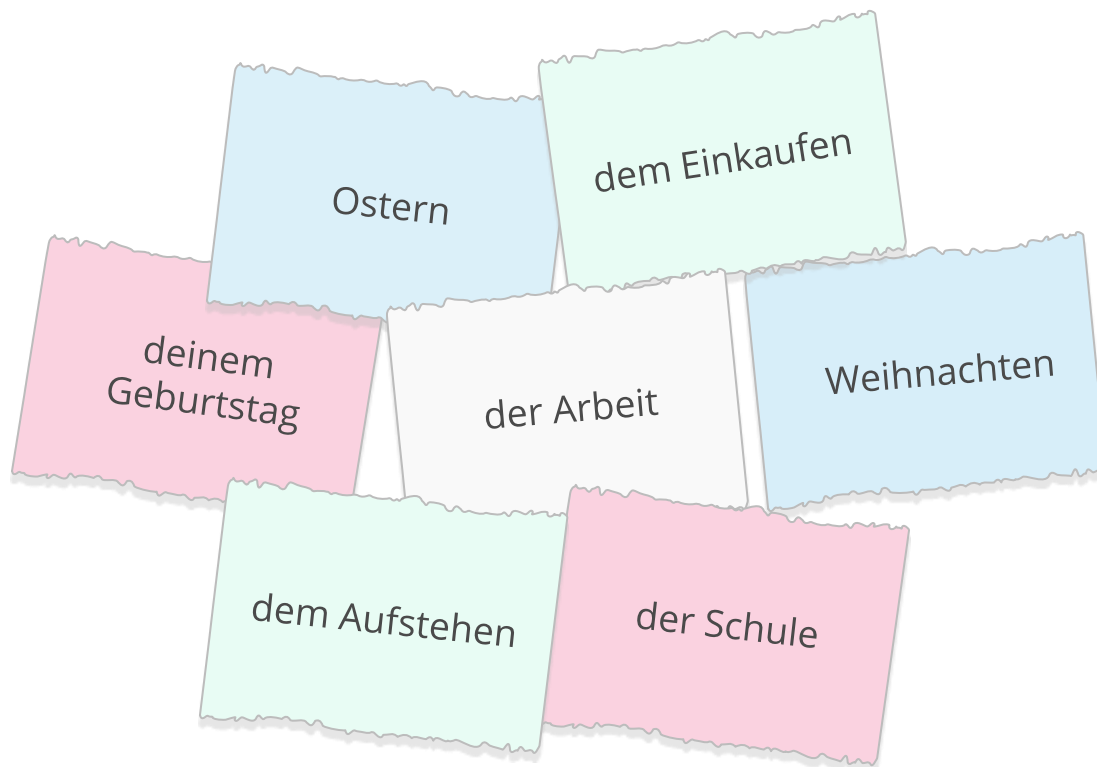 Ostern
dem Einkaufen
deinem
Geburtstag
der Arbeit
Weihnachten
dem Aufstehen
der Schule